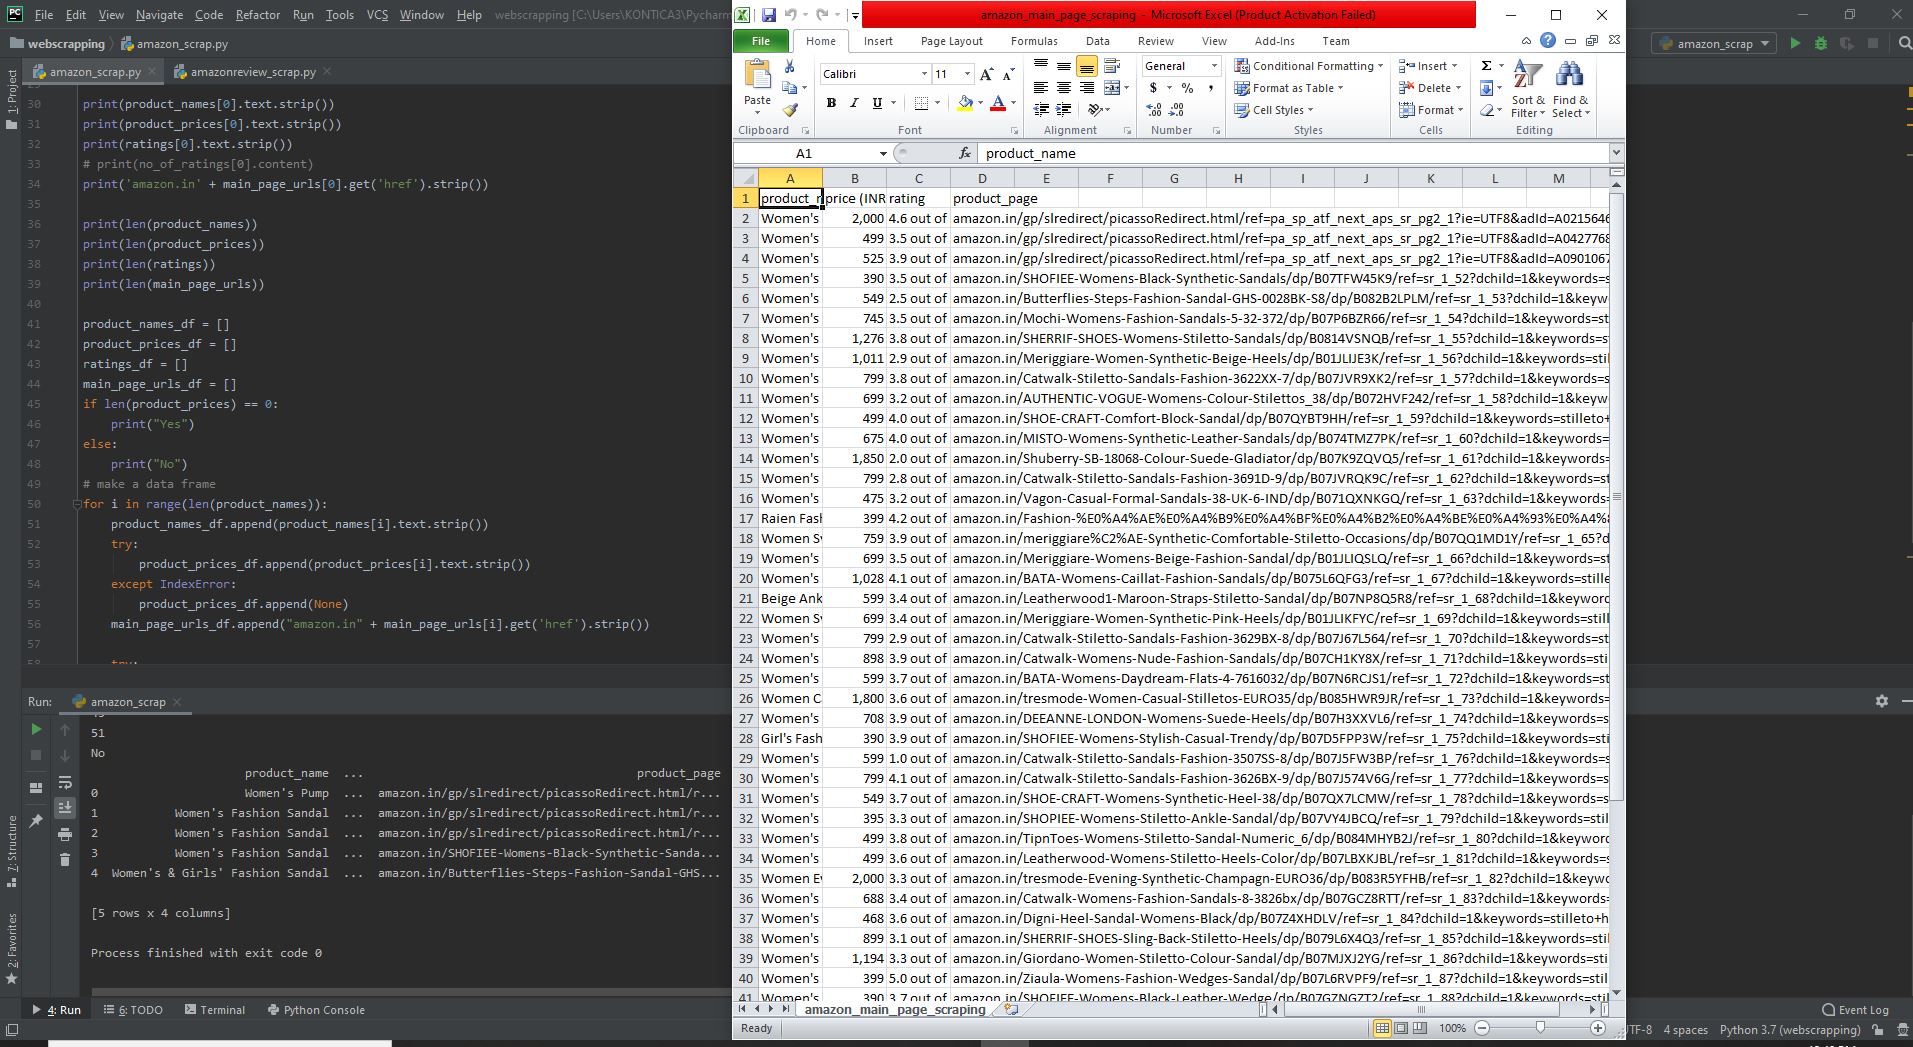 File Edit View Navigate Code Refactor Run Tools VCS Window Help webscrapping [C:\Users\KONTICA3\Pycharm
webscrapping amazon_scrap.py
amazon_scrap.py amazonreview_scrap.py
amazon_scrap
1: Project
30 print(product_names[0].text.strip())
31 print(product_prices[0].text.strip())
32 print(ratings[0].text.strip())
33 # print(no_of_ratings[0].content)
34 print('amazon.in' + main_page_urls[0].get('href').strip())
35
36 print(len(product_names))
37 print(len(product_prices))
38 print(len(ratings))
39 print(len(main_page_urls))
40
41 product_names_df = []
42 product_prices_df = []
43 ratings_df = []
44 main_page_urls_df = []
45 if len(product_prices) == 0:
46 print("Yes")
47 else:
48 print("No")
49 # make a data frame
50 for i in range(len(product_names)):
51 product_names_df.append(product_names[i].text.strip())
52 try:
53 product_prices_df.append(product_prices[i].text.strip())
54 except IndexError:
55 product_prices_df.append(None)
56 main_page_urls_df.append("amazon.in" + main_page_urls[i].get('href').strip())
57
58 try:
Run: amazon_scrap
51
No
product_name ... product_page
0 Women's Pump ... amazon.in/gp/slredirect/picassoRedirect.html/r...
1 Women's Fashion Sandal ... amazon.in/gp/slredirect/picassoRedirect.html/r...
2 Women's Fashion Sandal ... amazon.in/gp/slredirect/picassoRedirect.html/r...
3 Women's Fashion Sandal ... amazon.in/SHOFIEE-Womens-Black-Synthetic-Sanda...
4 Women's & Girls' Fashion Sandal ... amazon.in/Butterflies-Steps-Fashion-Sandal-GHS...
[5 rows x 4 columns]
Process finished with exit code 0
7: Structure
2: Favorites
4: Run 6: TODO Terminal Python Console
Event Log
UTF-8 4 spaces Python 3.7 (webscrapping)
amazon_main_page_scraping - Microsoft Excel (Product Activation Failed)
File Home Insert Page Layout Formulas Data Review View Add-Ins Team
Paste
Clipboard
Calibri 11
B I U
Font
Alignment
General
$ % ,
Number
Conditional Formatting
Format as Table
Cell Styles
Styles
Insert
Delete
Format
Cells
Sort & Filter
Find & Select
Editing
A1 fx product_name
A B C D E F G H I J K L M
1 product_n price (INR rating product_page
2 Women's 2,000 4.6 out of amazon.in/gp/slredirect/picassoRedirect.html/ref=pa_sp_atf_next_aps_sr_pg2_1?ie=UTF8&adId=A0215646
3 Women's 499 3.5 out of amazon.in/gp/slredirect/picassoRedirect.html/ref=pa_sp_atf_next_aps_sr_pg2_1?ie=UTF8&adId=A0427768
4 Women's 525 3.9 out of amazon.in/gp/slredirect/picassoRedirect.html/ref=pa_sp_atf_next_aps_sr_pg2_1?ie=UTF8&adId=A0901067
5 Women's 390 3.5 out of amazon.in/SHOFIEE-Womens-Black-Synthetic-Sandals/dp/B07TFW45K9/ref=sr_1_52?dchild=1&keywords=s
6 Women's 549 2.5 out of amazon.in/Butterflies-Steps-Fashion-Sandal-GHS-0028BK-S8/dp/B082B2LPLM/ref=sr_1_53?dchild=1&keyw
7 Women's 745 3.5 out of amazon.in/Mochi-Womens-Fashion-Sandals-5-32-372/dp/B07P6BZR66/ref=sr_1_54?dchild=1&keywords=s
8 Women's 1,276 3.8 out of amazon.in/SHERRIF-SHOES-Womens-Stiletto-Sandals/dp/B0814VSNQB/ref=sr_1_55?dchild=1&keywords=s
9 Women's 1,011 2.9 out of amazon.in/Meriggiare-Women-Synthetic-Beige-Heels/dp/B01JLIJE3K/ref=sr_1_56?dchild=1&keywords=stil
10 Women's 799 3.8 out of amazon.in/Catwalk-Stiletto-Sandals-Fashion-3622XX-7/dp/B07JVR9XK2/ref=sr_1_57?dchild=1&keywords=s
11 Women's 699 3.2 out of amazon.in/AUTHENTIC-VOGUE-Womens-Colour-Stilettos_38/dp/B072HVF242/ref=sr_1_58?dchild=1&keywo
12 Women's 499 4.0 out of amazon.in/SHOE-CRAFT-Comfort-Block-Sandal/dp/B07QYBT9HH/ref=sr_1_59?dchild=1&keywords=stilleto+
13 Women's 675 4.0 out of amazon.in/MISTO-Womens-Synthetic-Leather-Sandals/dp/B074TMZ7PK/ref=sr_1_60?dchild=1&keywords=
14 Women's 1,850 2.0 out of amazon.in/Shuberry-SB-18068-Colour-Suede-Gladiator/dp/B07K9ZQVQ5/ref=sr_1_61?dchild=1&keywords=
15 Women's 799 2.8 out of amazon.in/Catwalk-Stiletto-Sandals-Fashion-3691D-9/dp/B07JVRQK9C/ref=sr_1_62?dchild=1&keywords=
16 Women's 475 3.2 out of amazon.in/Vagon-Casual-Formal-Sandals-38-UK-6-IND/dp/B071QXNKGQ/ref=sr_1_63?dchild=1&keywords=
17 Raien Fash 399 4.2 out of amazon.in/Fashion-%E0%A4%AE%E0%A4%B9%E0%A4%BF%E0%A4%B2%E0%A4%BE%E0%A4%93%E0%A4%
18 Women Sy 759 3.9 out of amazon.in/meriggiare%C2%AE-Synthetic-Comfortable-Stiletto-Occasions/dp/B07QQ1MD1Y/ref=sr_1_65?d
19 Women's 699 3.5 out of amazon.in/Meriggiare-Womens-Beige-Fashion-Sandal/dp/B01JLIQSLQ/ref=sr_1_66?dchild=1&keywords=sti
20 Women's 1,028 4.1 out of amazon.in/BATA-Womens-Caillat-Fashion-Sandals/dp/B075L6QFG3/ref=sr_1_67?dchild=1&keywords=stille
21 Beige Ank 599 3.4 out of amazon.in/Leatherwood1-Maroon-Straps-Stiletto-Sandal/dp/B07NP8Q5R8/ref=sr_1_68?dchild=1&keyword
22 Women Sy 699 3.4 out of amazon.in/Meriggiare-Women-Synthetic-Pink-Heels/dp/B01JLIKFYC/ref=sr_1_69?dchild=1&keywords=still
23 Women's 799 2.9 out of amazon.in/Catwalk-Stiletto-Sandals-Fashion-3629BX-8/dp/B07J67L564/ref=sr_1_70?dchild=1&keywords=st
24 Women's 898 3.9 out of amazon.in/Catwalk-Womens-Nude-Fashion-Sandals/dp/B07CH1KY8X/ref=sr_1_71?dchild=1&keywords=sti
25 Women's 599 3.7 out of amazon.in/BATA-Womens-Daydream-Flats-4-7616032/dp/B07N6RCJS1/ref=sr_1_72?dchild=1&keywords=st
26 Women C 1,800 3.6 out of amazon.in/tresmode-Women-Casual-Stilletos-EURO35/dp/B085HWR9JR/ref=sr_1_73?dchild=1&keywords=
27 Women's 708 3.9 out of amazon.in/DEEANNE-LONDON-Womens-Suede-Heels/dp/B07H3XXVL6/ref=sr_1_74?dchild=1&keywords=s
28 Girl's Fash 390 3.9 out of amazon.in/SHOFIEE-Womens-Stylish-Casual-Trendy/dp/B07D5FPP3W/ref=sr_1_75?dchild=1&keywords=sti
29 Women's 599 1.0 out of amazon.in/Catwalk-Stiletto-Sandals-Fashion-3507SS-8/dp/B07J5FW3BP/ref=sr_1_76?dchild=1&keywords=s
30 Women's 799 4.1 out of amazon.in/Catwalk-Stiletto-Sandals-Fashion-3626BX-9/dp/B07J574V6G/ref=sr_1_77?dchild=1&keywords=s
31 Women's 549 3.7 out of amazon.in/SHOE-CRAFT-Womens-Synthetic-Heel-38/dp/B07QX7LCMW/ref=sr_1_78?dchild=1&keywords=s
32 Women's 395 3.3 out of amazon.in/SHOPIEE-Womens-Stiletto-Ankle-Sandal/dp/B07VY4JBCQ/ref=sr_1_79?dchild=1&keywords=sti
33 Women's 499 3.8 out of amazon.in/TipnToes-Womens-Stiletto-Sandal-Numeric_6/dp/B084MHYB2J/ref=sr_1_80?dchild=1&keyword
34 Women's 499 3.6 out of amazon.in/Leatherwood-Womens-Stiletto-Heels-Color/dp/B07LBXKJBL/ref=sr_1_81?dchild=1&keywords=s
35 Women Ev 2,000 3.3 out of amazon.in/tresmode-Evening-Synthetic-Champagn-EURO36/dp/B083R5YFHB/ref=sr_1_82?dchild=1&keywo
36 Women's 688 3.4 out of amazon.in/Catwalk-Womens-Fashion-Sandals-8-3826bx/dp/B07GCZ8RTT/ref=sr_1_83?dchild=1&keywords=
37 Women's 468 3.6 out of amazon.in/Digni-Heel-Sandal-Womens-Black/dp/B07Z4XHDLV/ref=sr_1_84?dchild=1&keywords=stilleto+h
38 Women's 899 3.1 out of amazon.in/SHERRIF-SHOES-Sling-Back-Stiletto-Heels/dp/B079L6X4Q3/ref=sr_1_85?dchild=1&keywords=sti
39 Women's 1,194 3.3 out of amazon.in/Giordano-Women-Stiletto-Colour-Sandal/dp/B07MJXJ2YG/ref=sr_1_86?dchild=1&keywords=sti
40 Women's 399 5.0 out of amazon.in/Ziaula-Womens-Fashion-Wedges-Sandal/dp/B07L6RVPF9/ref=sr_1_87?dchild=1&keywords=still
41 Women's 390 3.7 out of amazon.in/SHOFIEE-Womens-Black-Leather-Wedge/dp/B07GZNGZT2/ref=sr_1_88?dchild=1&keywords=sti
amazon_main_page_scraping
Ready 100%